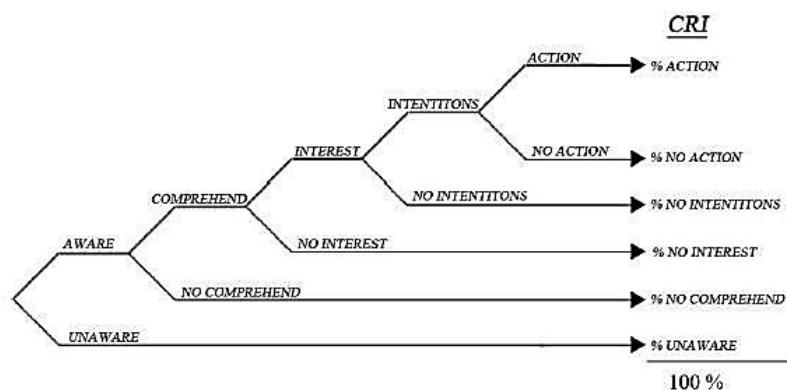 CRI
ACTION
% ACTION
INTENTITONS
INTEREST
NO ACTION
% NO ACTION
COMPREHEND
NO INTENTITONS
% NO INTENTITONS
AWARE
NO INTEREST
% NO INTEREST
NO COMPREHEND
% NO COMPREHEND
UNAWARE
% UNAWARE
100 %